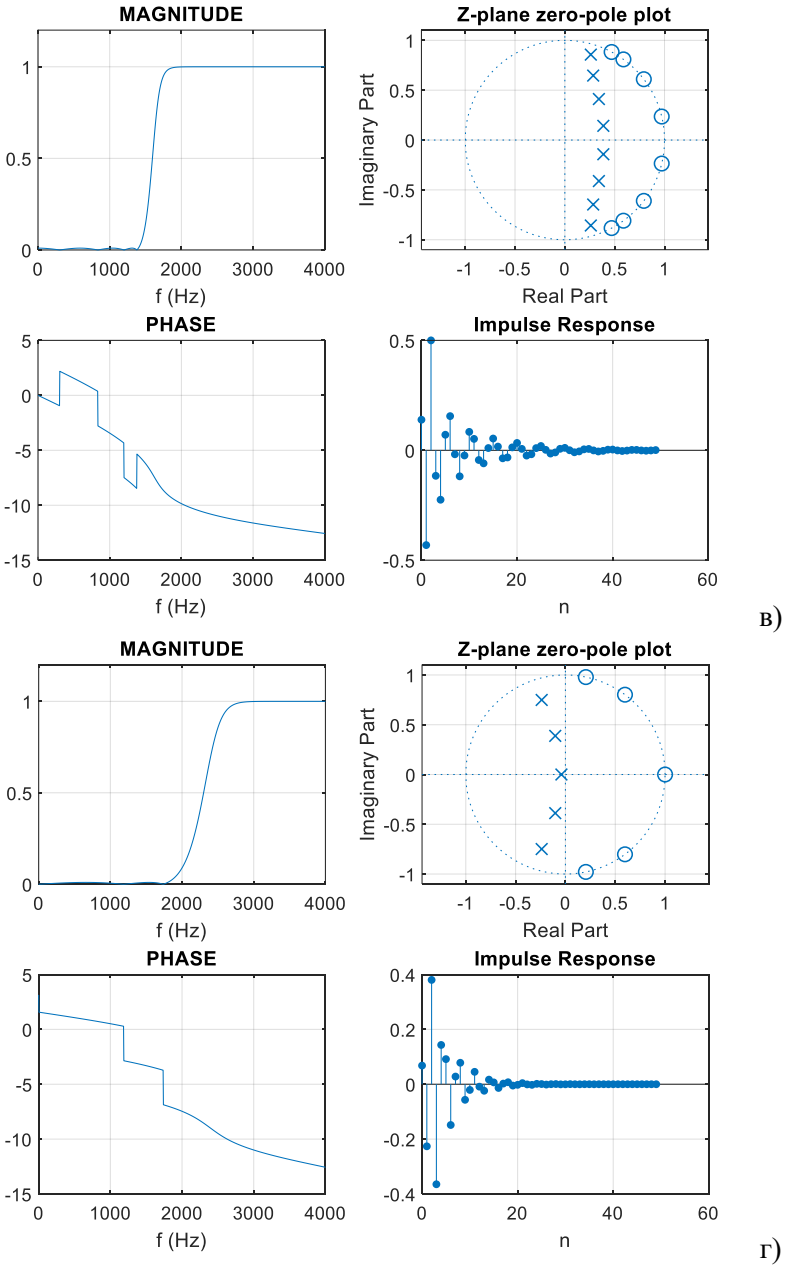 MAGNITUDE
1
0.5
0
0 1000 2000 3000 4000
f (Hz)
Z-plane zero-pole plot
Imaginary Part
1
0.5
0
-0.5
-1
-1 -0.5 0 0.5 1
Real Part
PHASE
5
0
-5
-10
-15
0 1000 2000 3000 4000
f (Hz)
Impulse Response
0.5
0
-0.5
0 20 40 60
n
в)
MAGNITUDE
1
0.5
0
0 1000 2000 3000 4000
f (Hz)
Z-plane zero-pole plot
Imaginary Part
1
0.5
0
-0.5
-1
-1 -0.5 0 0.5 1
Real Part
PHASE
5
0
-5
-10
-15
0 1000 2000 3000 4000
f (Hz)
Impulse Response
0.4
0.2
0
-0.2
-0.4
0 20 40 60
n
г)